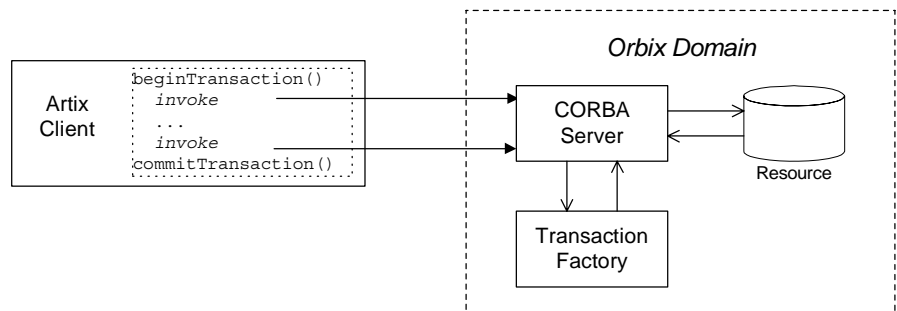 Orbix Domain
Artix
Client
beginTransaction()
invoke
...
invoke
commitTransaction()
CORBA
Server
Resource
Transaction
Factory